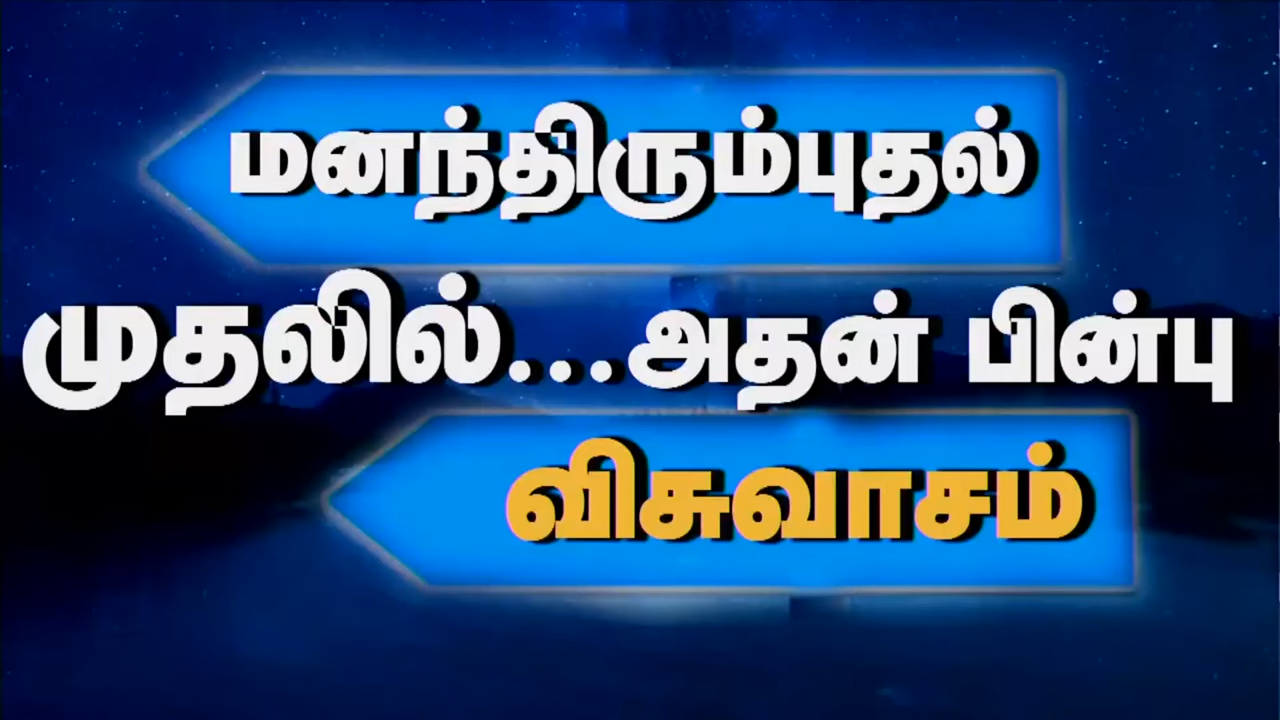 மனந்திரும்புதல்
முதலில்...அதன் பின்பு
விசுவாசம்